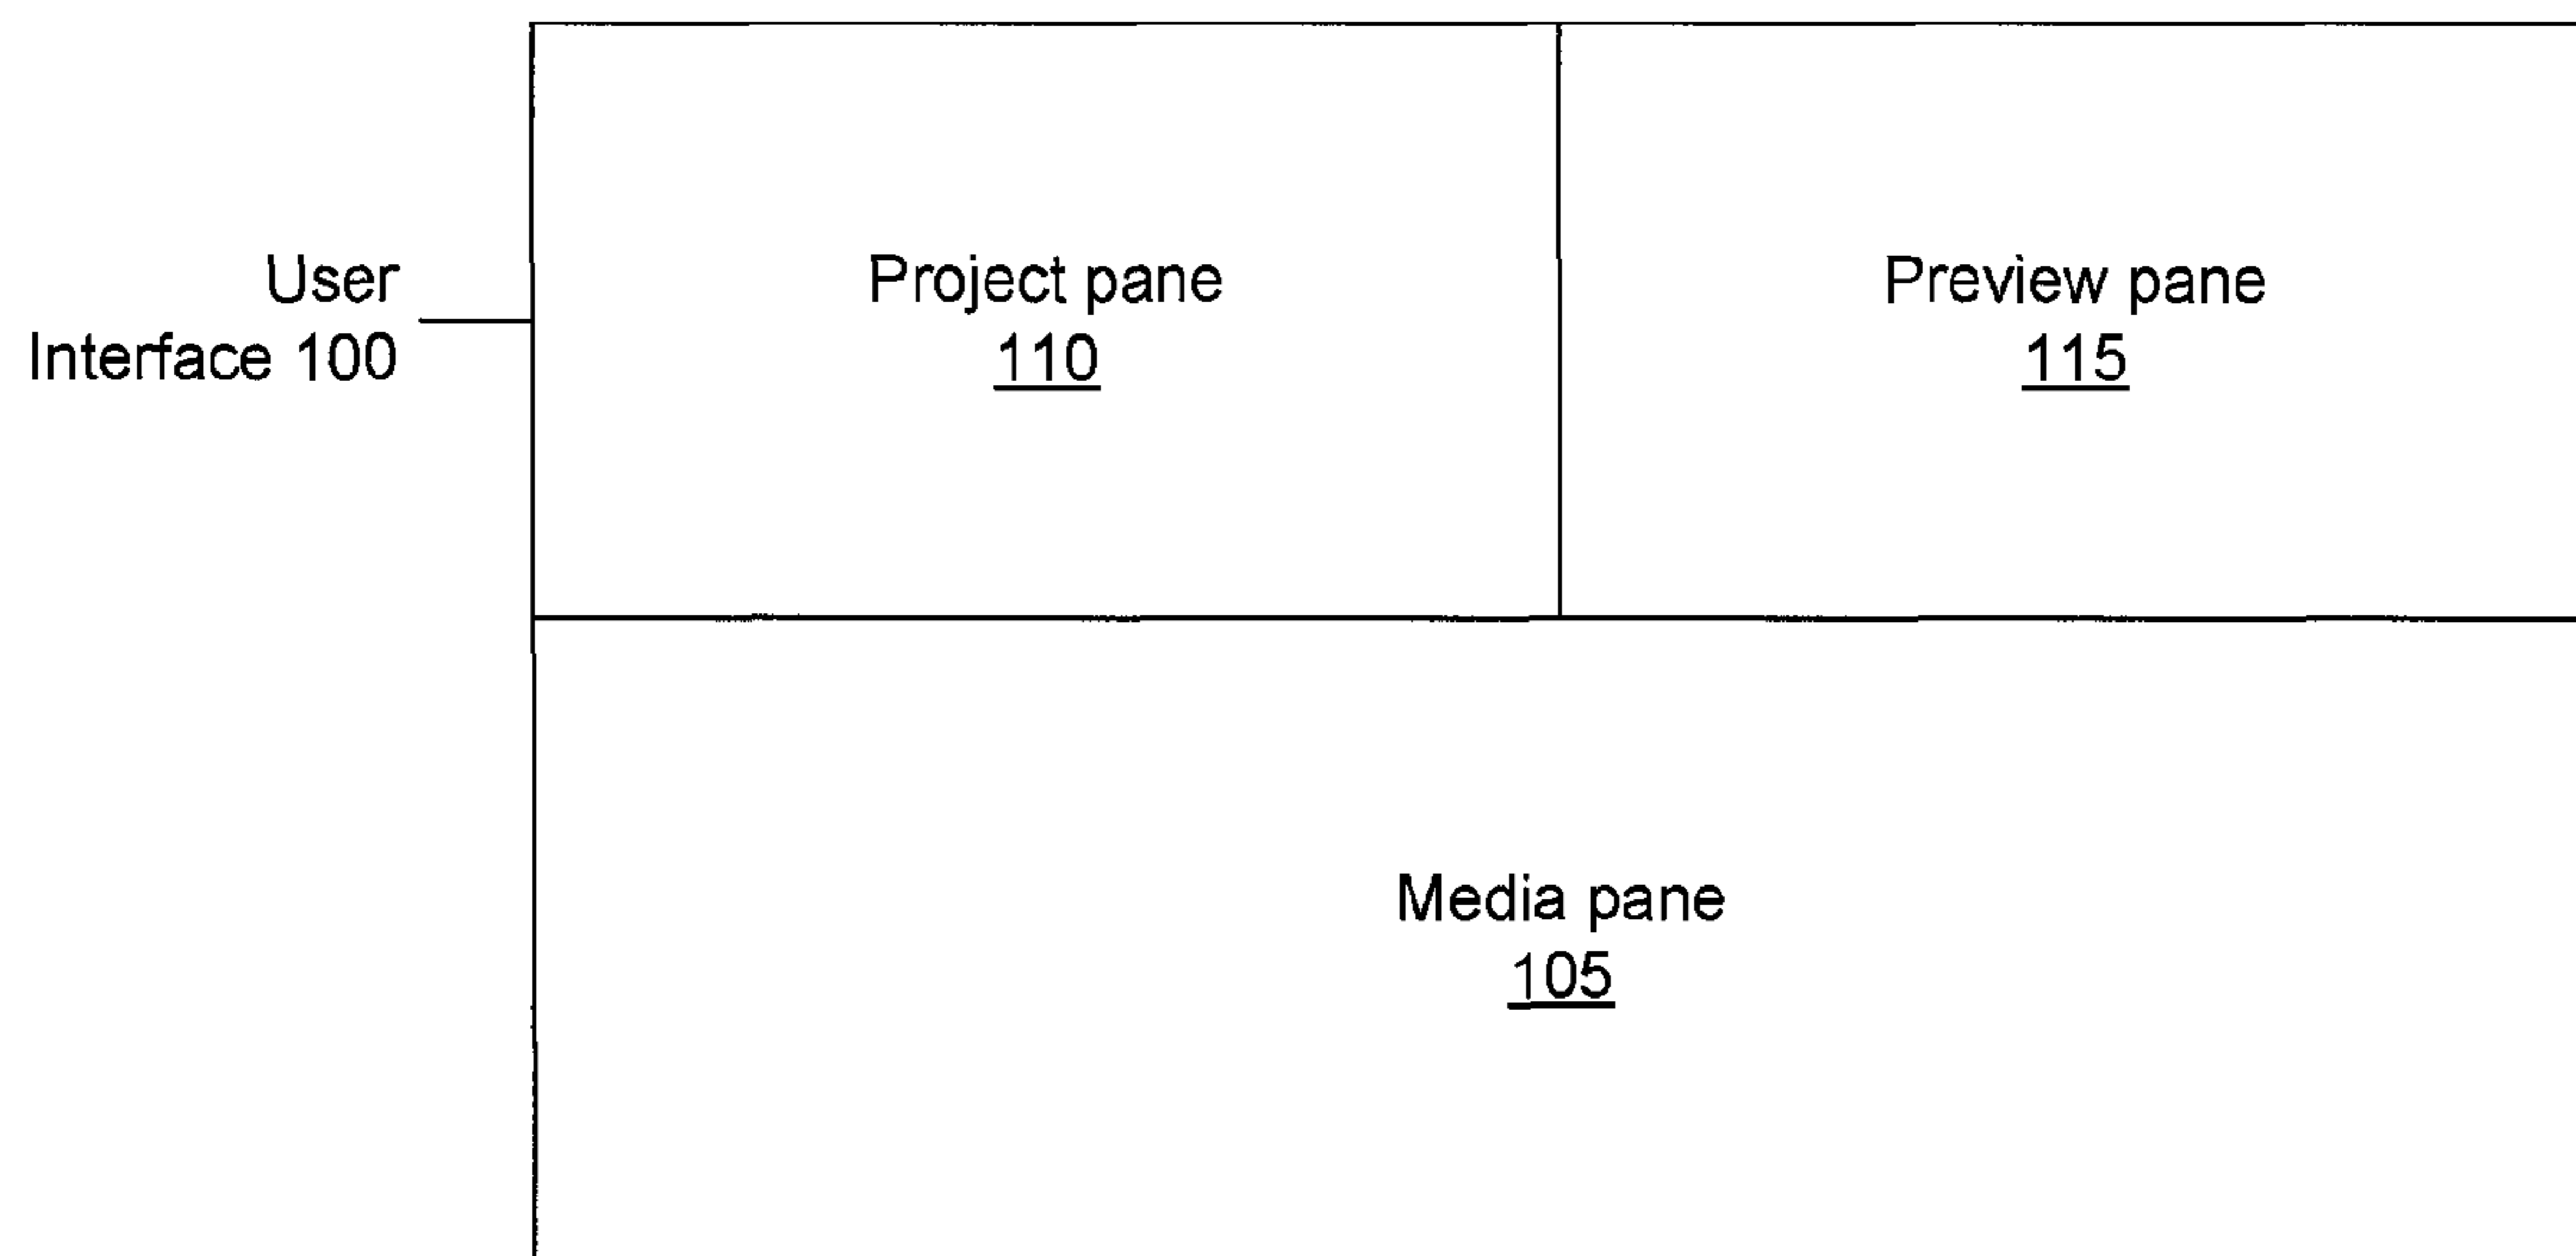 User
Interface 100
Project pane
110
Preview pane
115
Media pane
105